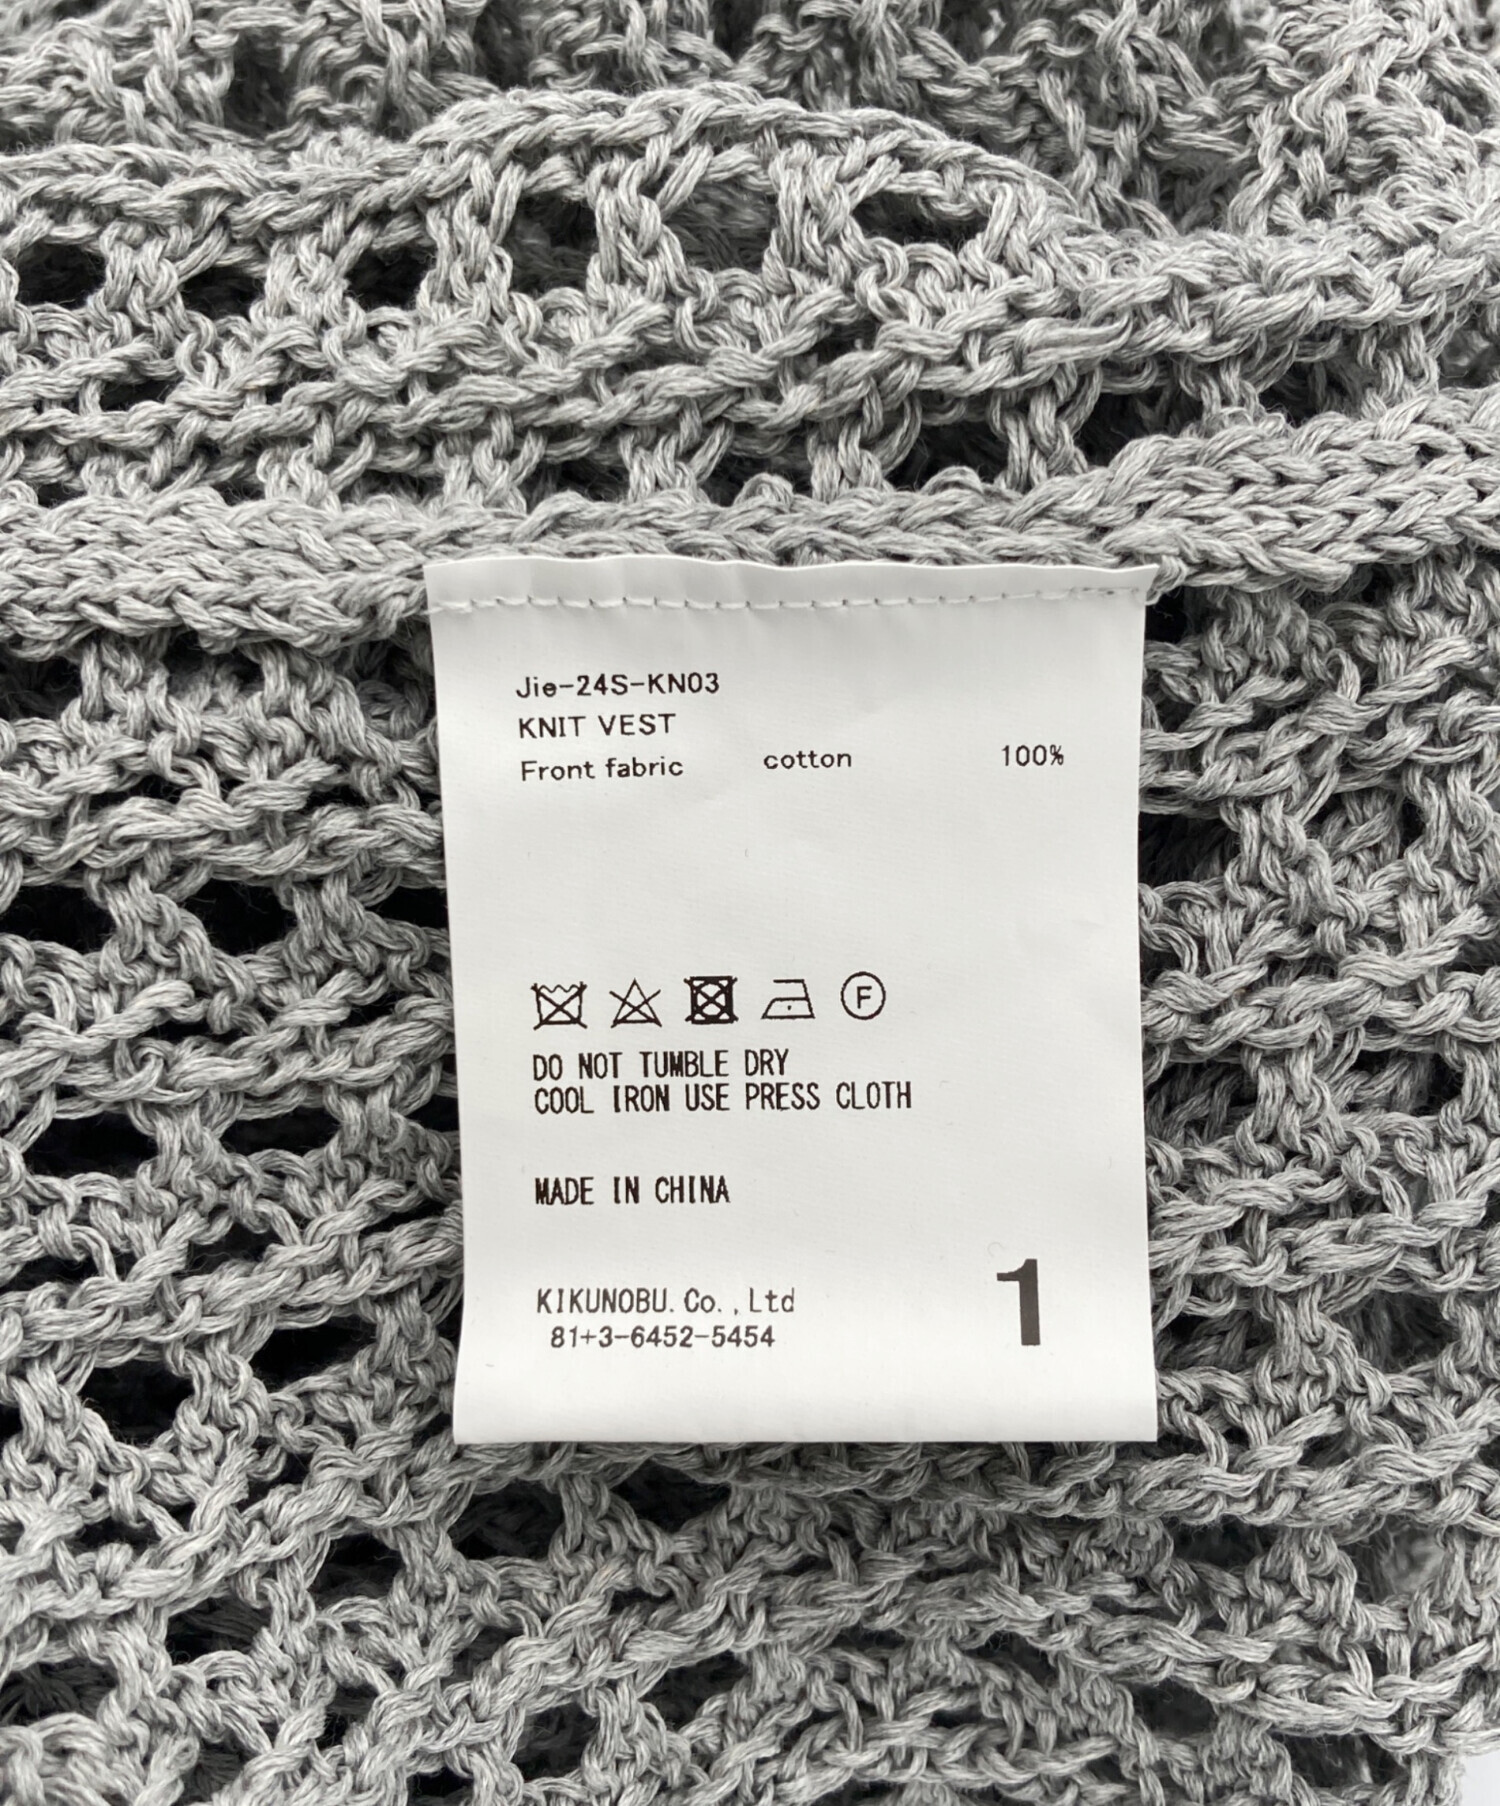 Jie-24S-KN03
KNIT VEST
Front fabric cotton 100%
F
DO NOT TUMBLE DRY
COOL IRON USE PRESS CLOTH
MADE IN CHINA
KIKUNOBU.Co.,Ltd
81+3-6452-5454
1